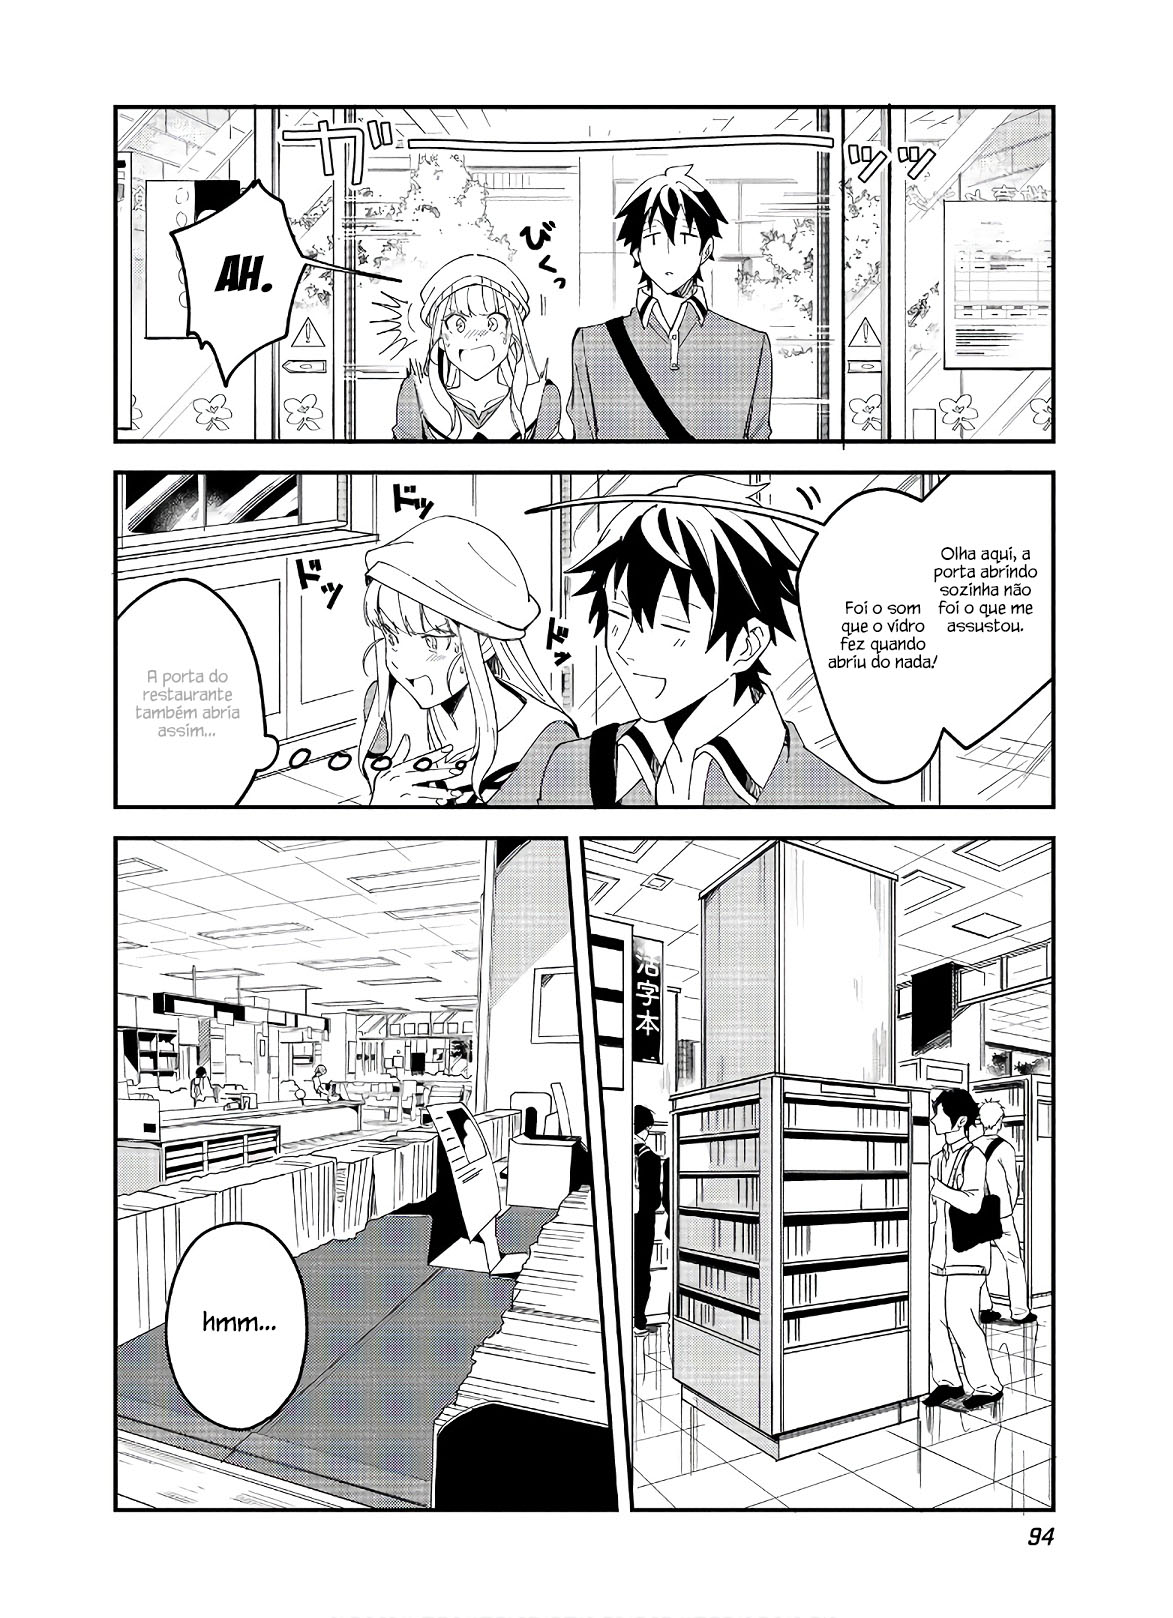 ガーッ
AH.
びくっ
Olha aqui, a
porta abrindo
sozinha não
foi o que me
assustou.
Foi o som
que o vidro
fez quando
abriu do nada!
ドッ
ドッ
ドッ
A porta do
restaurante
também abria
assim...
活字本
hmm...
94